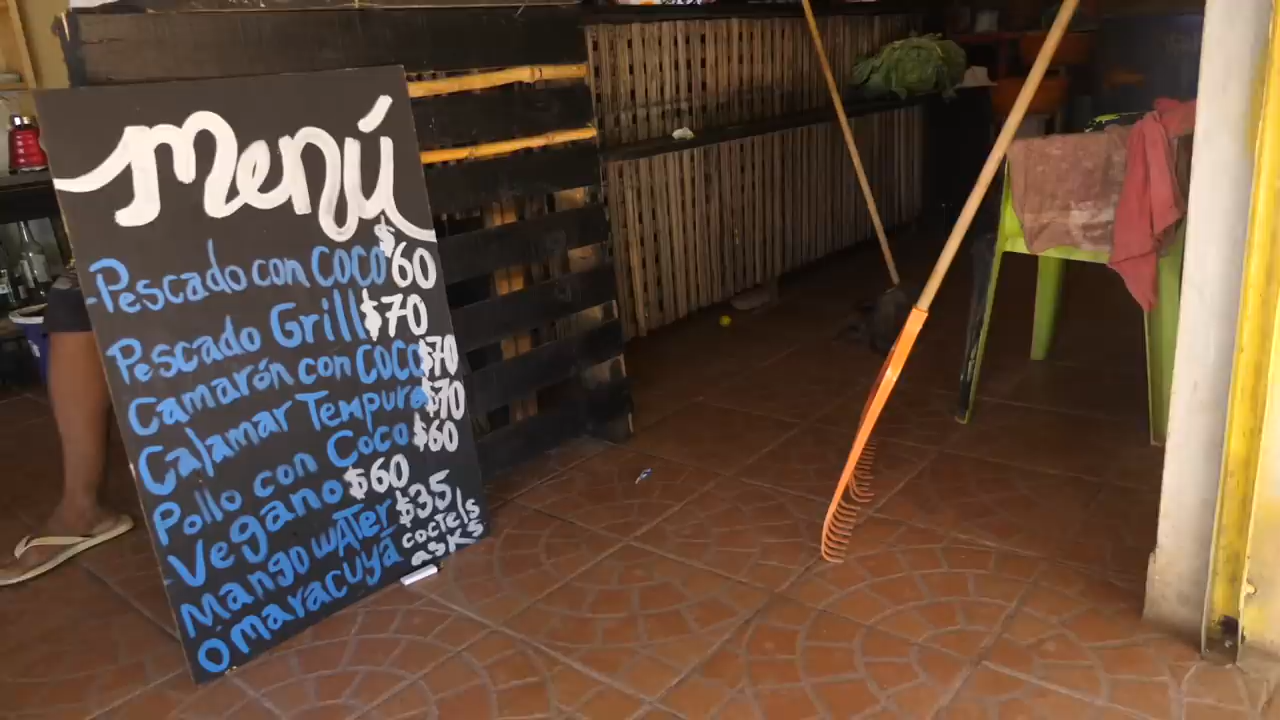 Menú
-Pescado con COCO $60
Pescado Grill $70
Camarón con COCO $70
Calamar Tempura $70
Pollo con Coco $60
Vegano $60
Mango WATER $35
O maracuyá coctels
asks